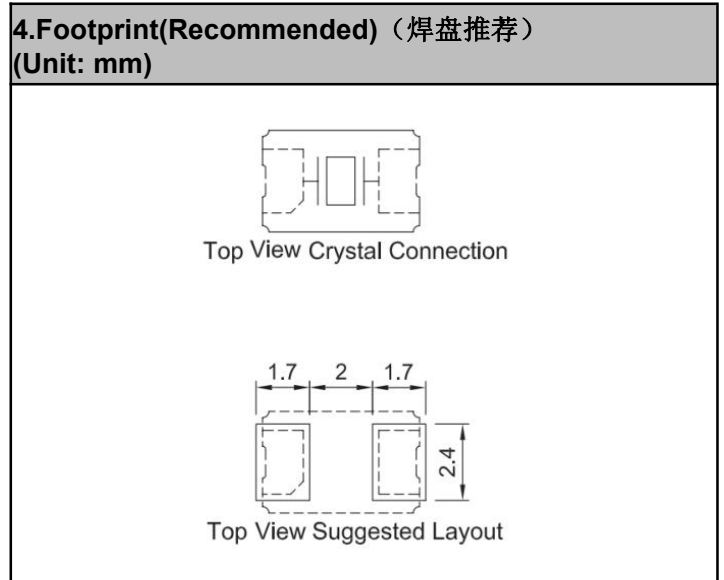 4.Footprint(Recommended)（焊盘推荐）
(Unit: mm)
Top View Crystal Connection
1.7 2 1.7
2.4
Top View Suggested Layout